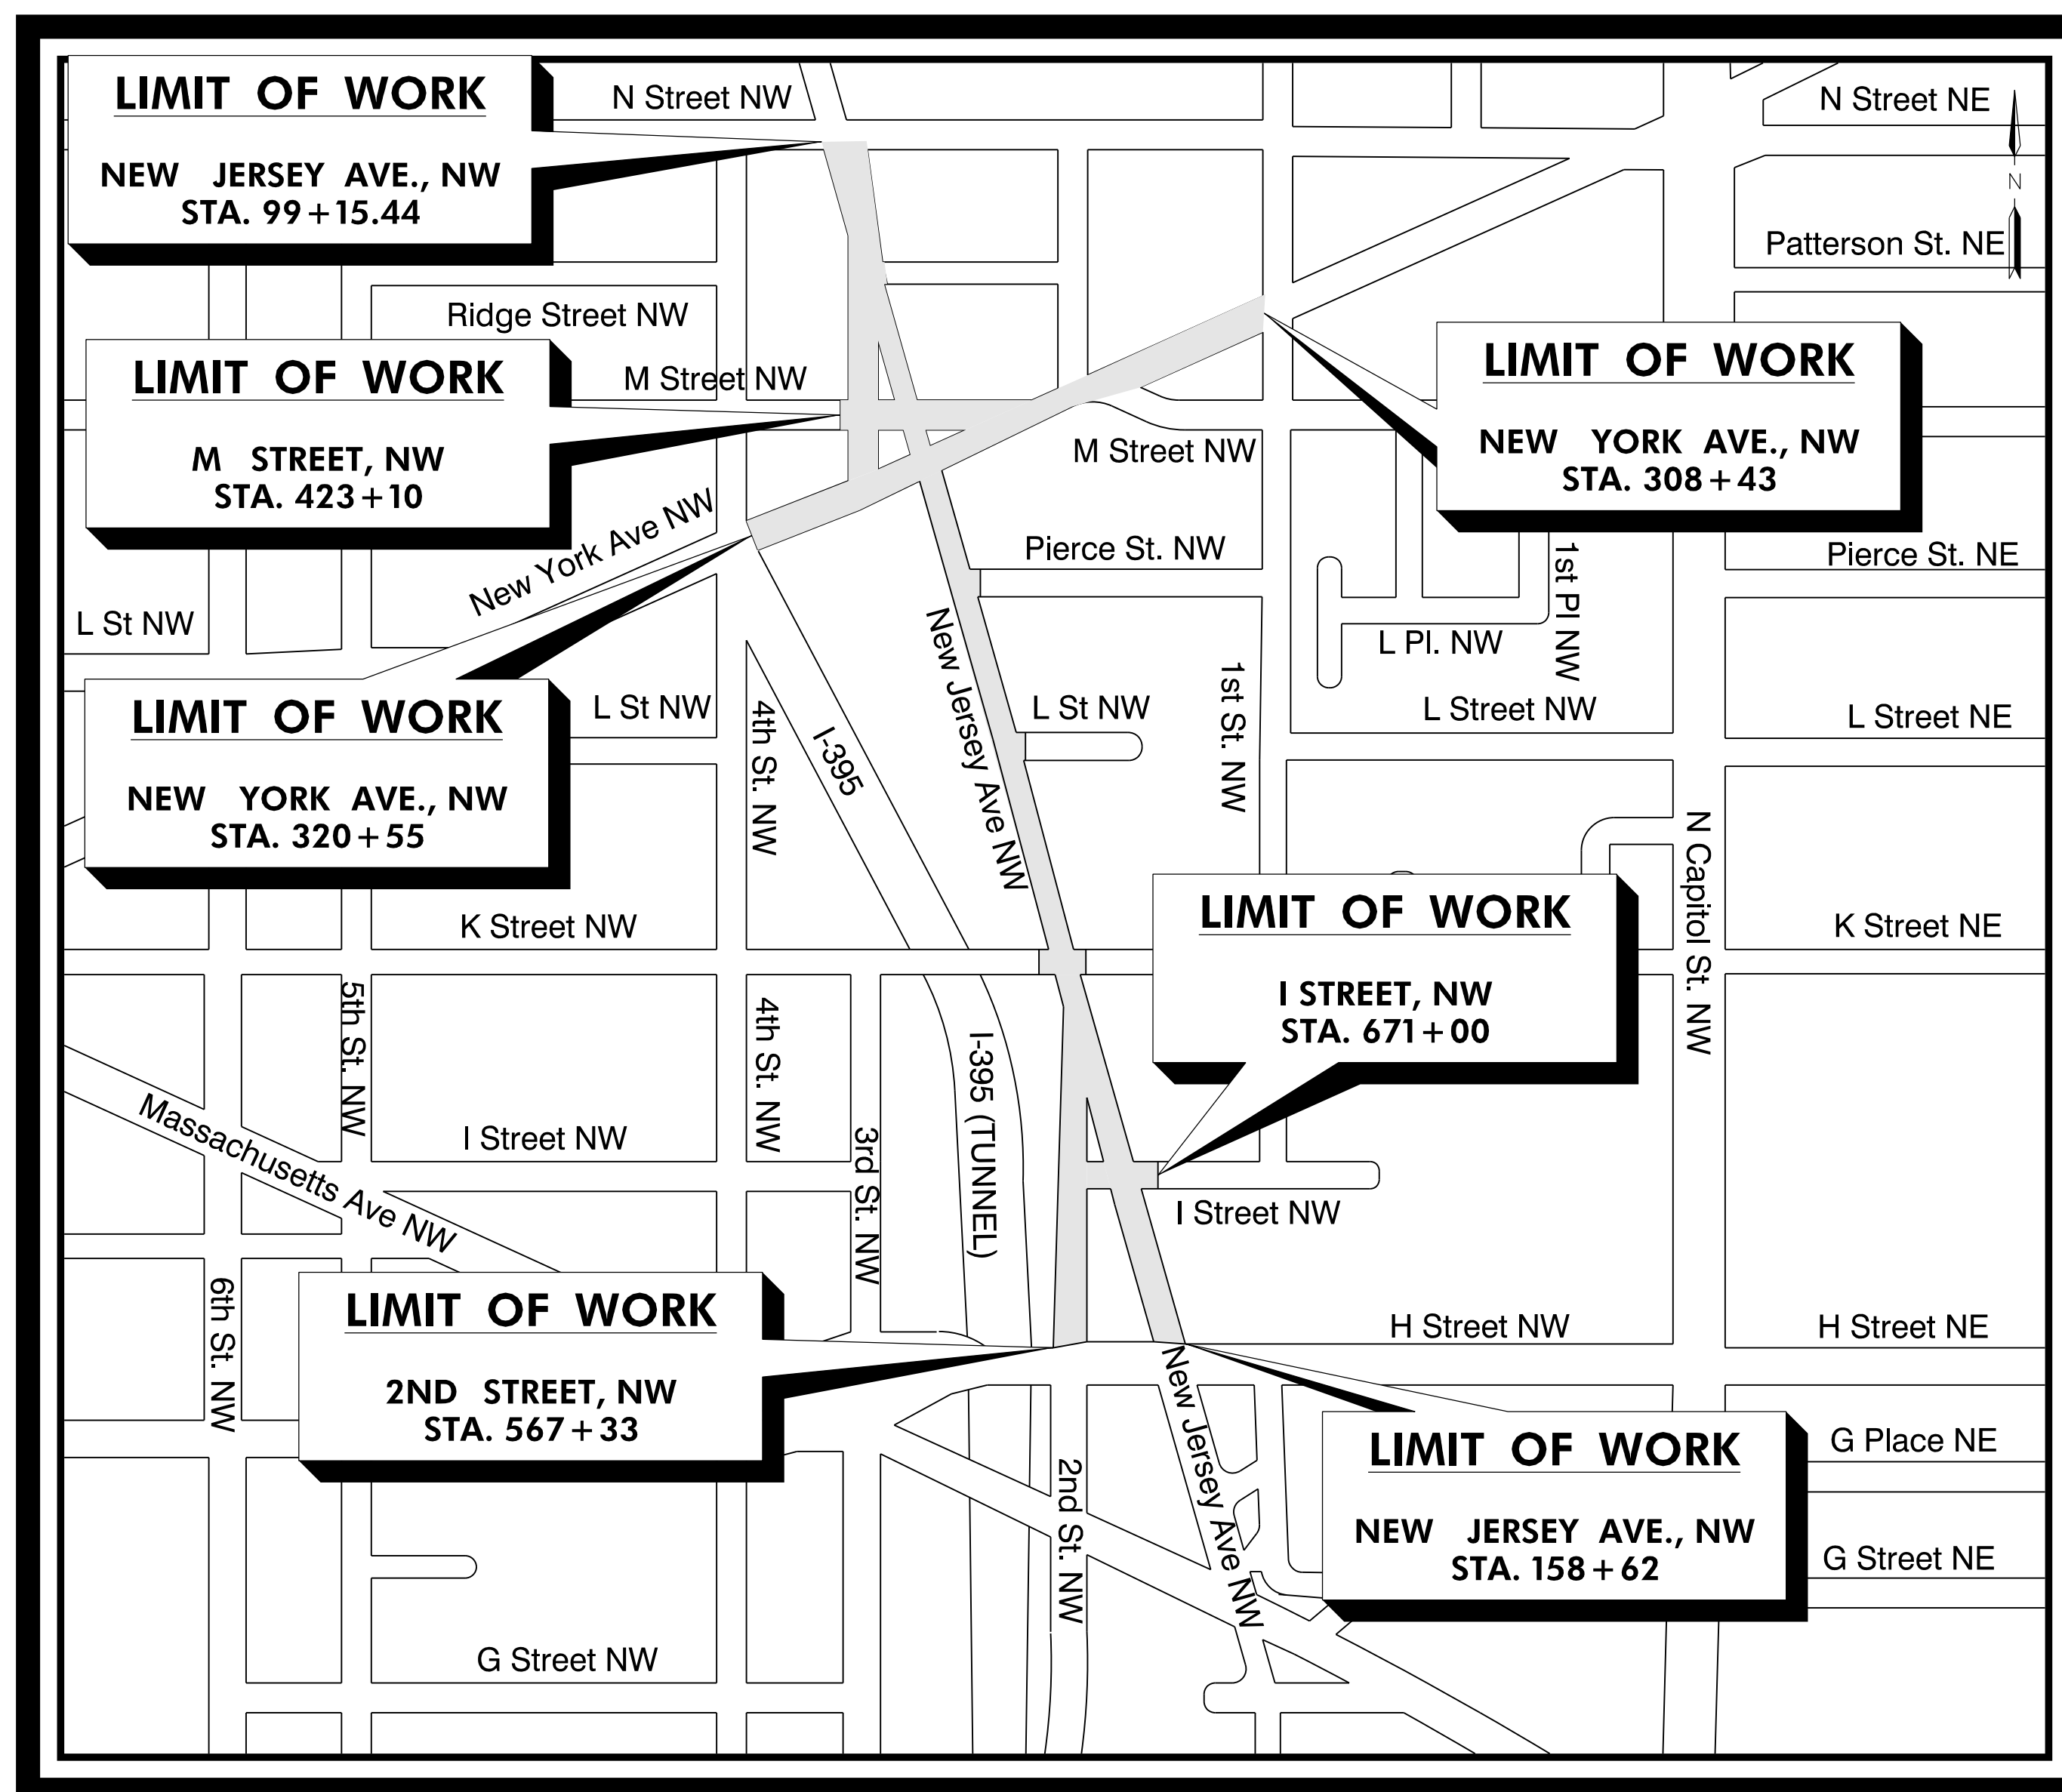 LIMIT OF WORK
NEW JERSEY AVE., NW
STA. 99+15.44
N Street NW
N Street NE
N
Patterson St. NE
Ridge Street NW
LIMIT OF WORK
M STREET, NW
STA. 423+10
M Street NW
LIMIT OF WORK
NEW YORK AVE., NW
STA. 308+43
M Street NW
New York Ave NW
Pierce St. NW
1st Pl NW
Pierce St. NE
L St NW
L Pl. NW
LIMIT OF WORK
NEW YORK AVE., NW
STA. 320+55
L St NW
4th St. NW
I-395
New Jersey Ave NW
L St NW
1st St. NW
L Street NW
L Street NE
N Capitol St. NW
K Street NW
K Street NE
LIMIT OF WORK
I STREET, NW
STA. 671+00
5th St. NW
4th St. NW
I-395 (TUNNEL)
Massachusetts Ave NW
I Street NW
3rd St. NW
I Street NW
6th St. NW
LIMIT OF WORK
2ND STREET, NW
STA. 567+33
H Street NW
H Street NE
New Jersey Ave NW
2nd St. NW
LIMIT OF WORK
NEW JERSEY AVE., NW
STA. 158+62
G Place NE
G Street NE
G Street NW